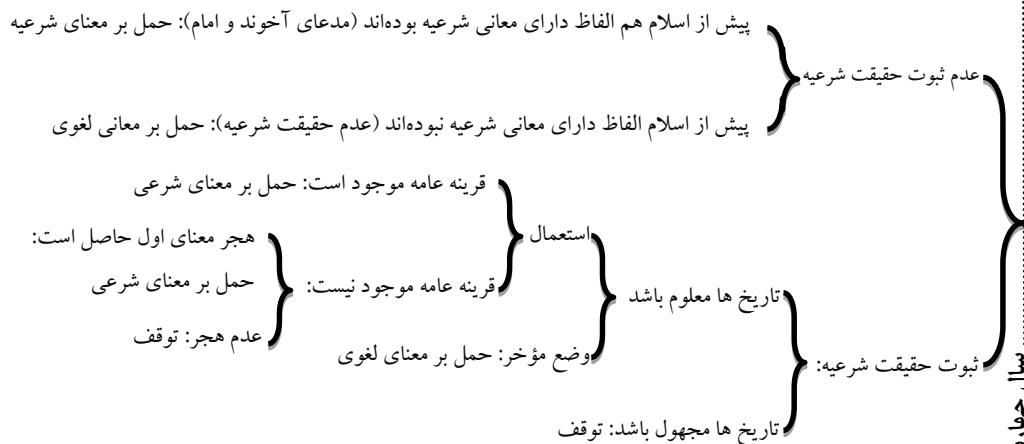 پیش از اسلام هم الفاظ دارای معانی شرعیه بوده‌اند (مدعای آخوند و امام): حمل بر معنای شرعیه
عدم ثبوت حقیقت شرعیه
پیش از اسلام الفاظ دارای معانی شرعیه نبوده‌اند (عدم حقیقت شرعیه): حمل بر معانی لغوی
قرینه عامه موجود است: حمل بر معنای شرعی
استعمال
هجر معنای اول حاصل است:
حمل بر معنای شرعی
قرینه عامه موجود نیست:
تاریخ ها معلوم باشد
عدم هجر: توقف
وضع مؤخر: حمل بر معنای لغوی
ثبوت حقیقت شرعیه:
تاریخ ها مجهول باشد: توقف
سال